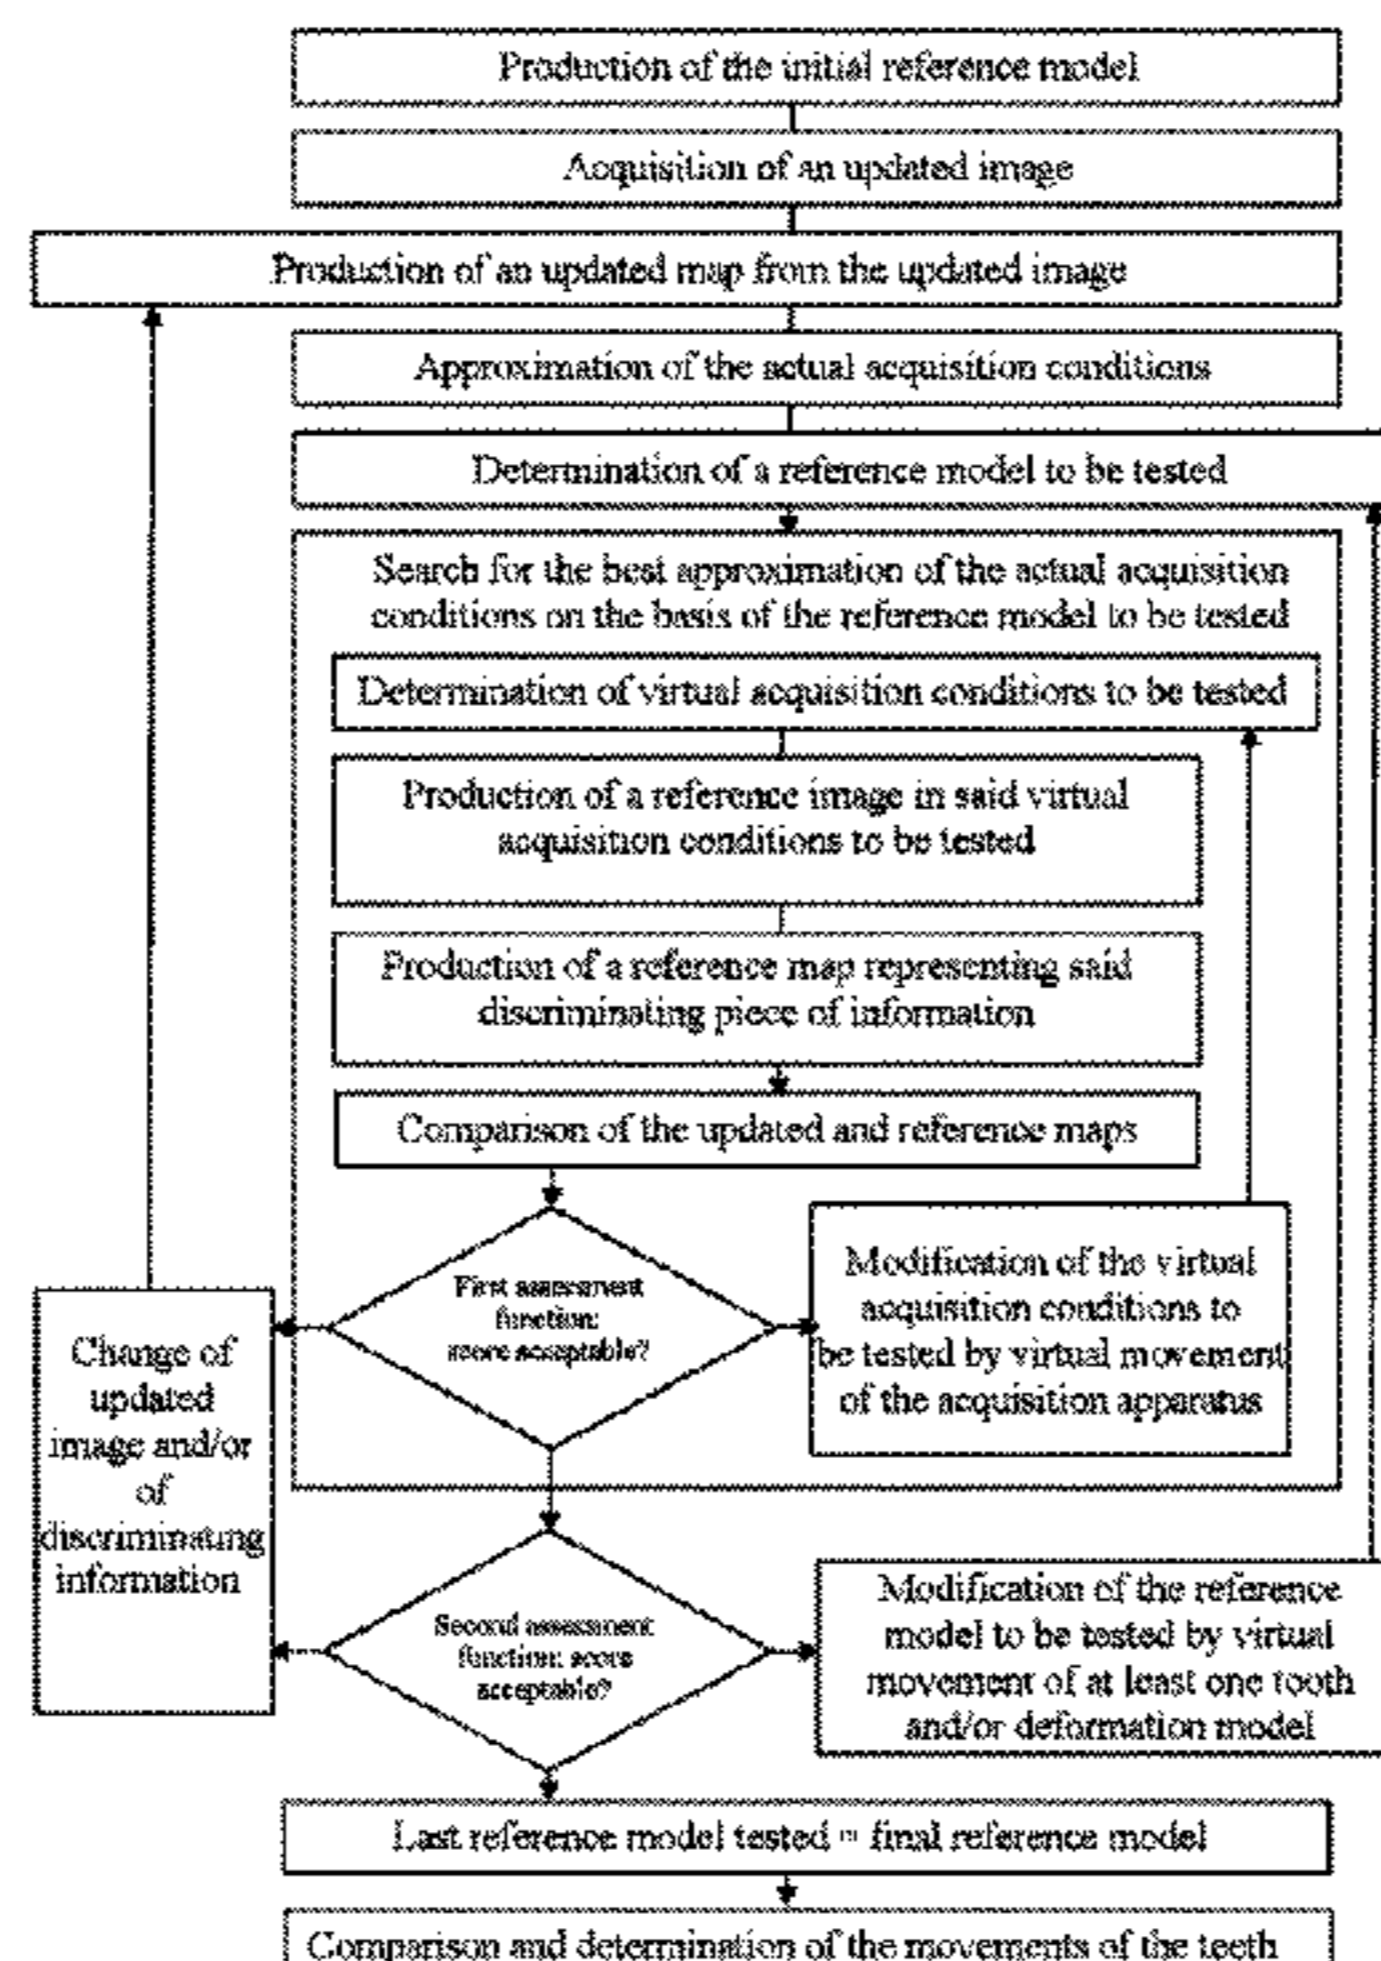 Production of the initial reference model
Acquisition of an updated image
Production of an updated map from the updated image
Approximation of the actual acquisition conditions
Determination of a reference model to be tested
Search for the best approximation of the actual acquisition
conditions on the basis of the reference model to be tested
Determination of virtual acquisition conditions to be tested
Production of a reference image in said virtual
acquisition conditions to be tested
Production of a reference map representing said
discriminating piece of information
Comparison of the updated and reference maps
First assessment
function:
score acceptable?
Modification of the virtual
acquisition conditions to
be tested by virtual movement
of the acquisition apparatus
Change of
updated
image and/or
of
discriminating
information
Second assessment
function: score
acceptable?
Modification of the reference
model to be tested by virtual
movement of at least one tooth
and/or deformation model
Last reference model tested = final reference model
Comparison and determination of the movements of the teeth